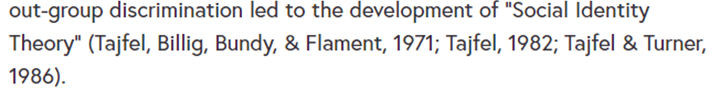 out-group discrimination led to the development of "Social Identity
Theory" (Tajfel, Billig, Bundy, & Flament, 1971; Tajfel, 1982; Tajfel & Turner,
1986).